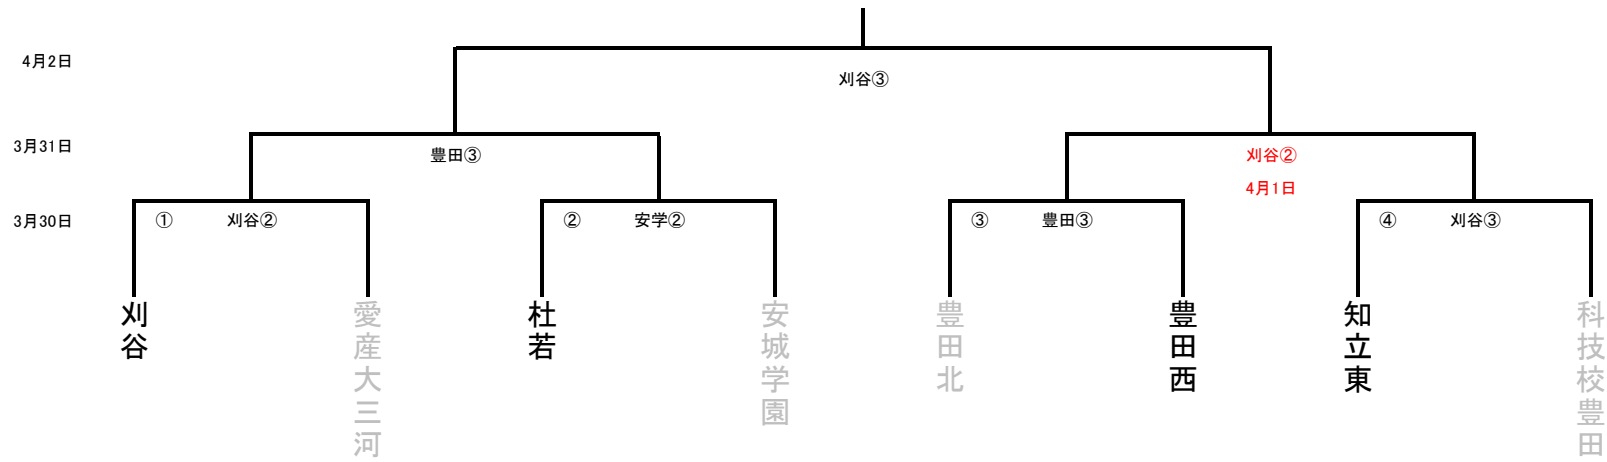 4月2日
刈谷③
3月31日
豊田③
刈谷②
4月1日
3月30日
① 刈谷②
② 安学②
③ 豊田③
④ 刈谷③
刈谷
愛産大三河
杜若
安城学園
豊田北
豊田西
知立東
科技校豊田